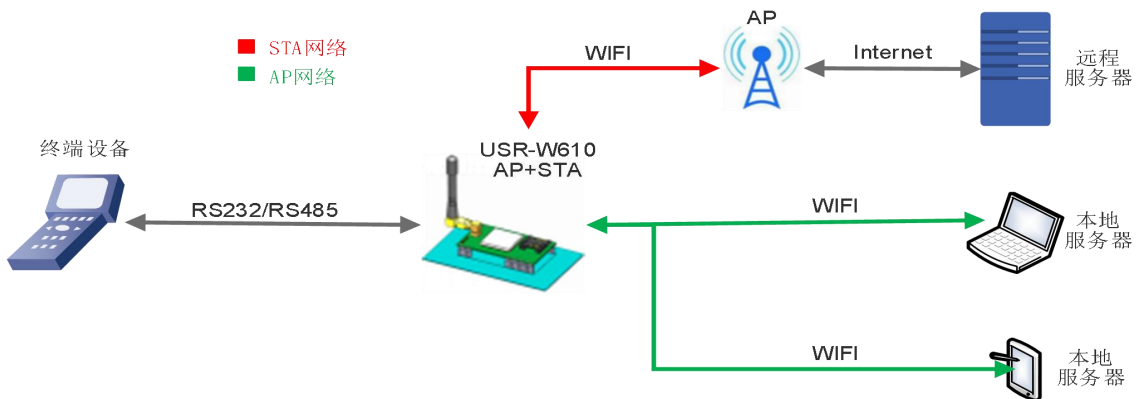 AP
STA网络
AP网络
WIFI
Internet
远程
服务器
终端设备
USR-W610
AP+STA
RS232/RS485
WIFI
本地
服务器
WIFI
本地
服务器